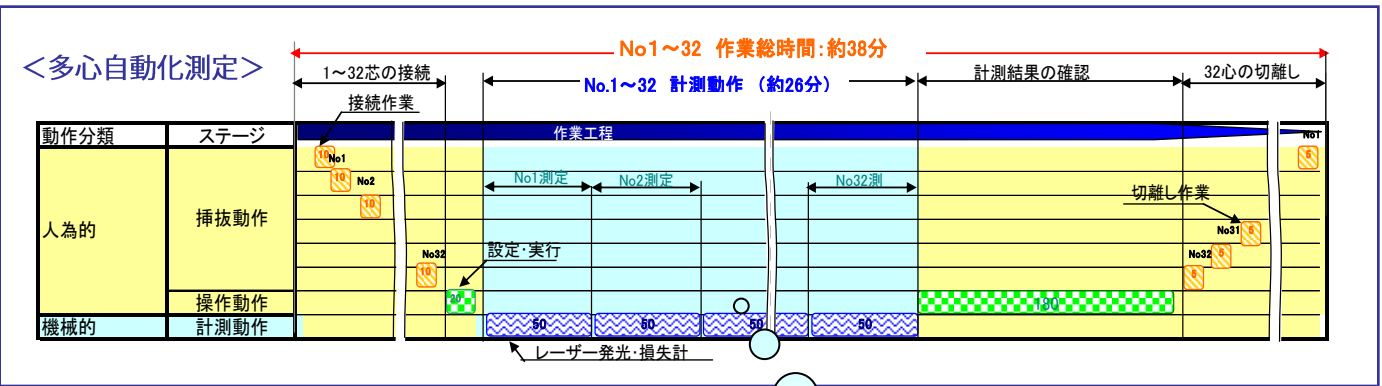 No1～32 作業総時間:約38分
＜多心自動化測定＞
1～32芯の接続
No.1～32 計測動作 （約26分）
計測結果の確認
32心の切離し
接続作業
動作分類 ステージ 作業工程 No1
10 No1 5
10 No2 No1測定 No2測定 No32測
10
切離し作業
人為的 挿抜動作
No31 5
設定･実行
No32 No32 5
10 5
操作動作 20 180
機械的 計測動作 50 50 50 50
レーザー発光･損失計